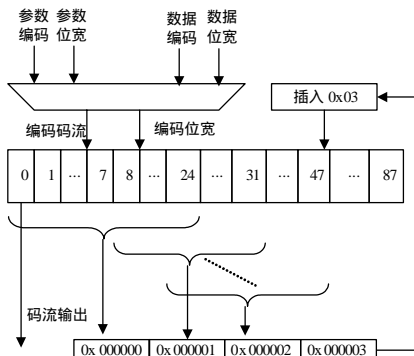 参数 参数 数据 数据
编码 位宽 编码 位宽
插入 0x03
编码码流 编码位宽
0 1 ... 7 8 ... 24 ... 31 ... 47 ... 87
码流输出
0x 000000 0x 000001 0x 000002 0x 000003